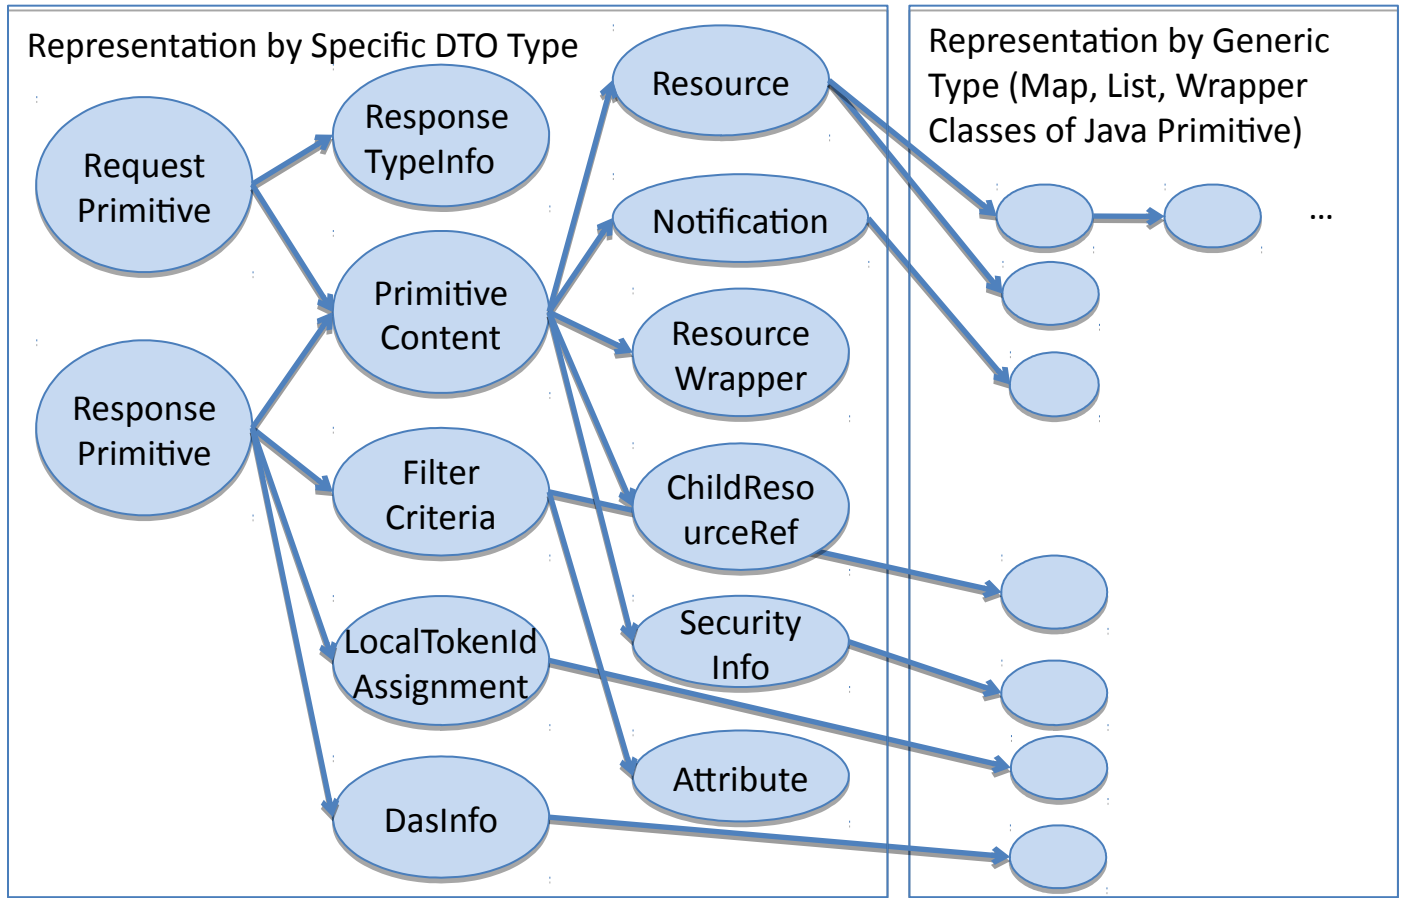 Representation by Specific DTO Type
Request
Primitive
Response
Primitive
Response
TypeInfo
Primitive
Content
Filter
Criteria
LocalTokenId
Assignment
DasInfo
Resource
Notification
Resource
Wrapper
ChildReso
urceRef
Security
Info
Attribute
Representation by Generic
Type (Map, List, Wrapper
Classes of Java Primitive)
...